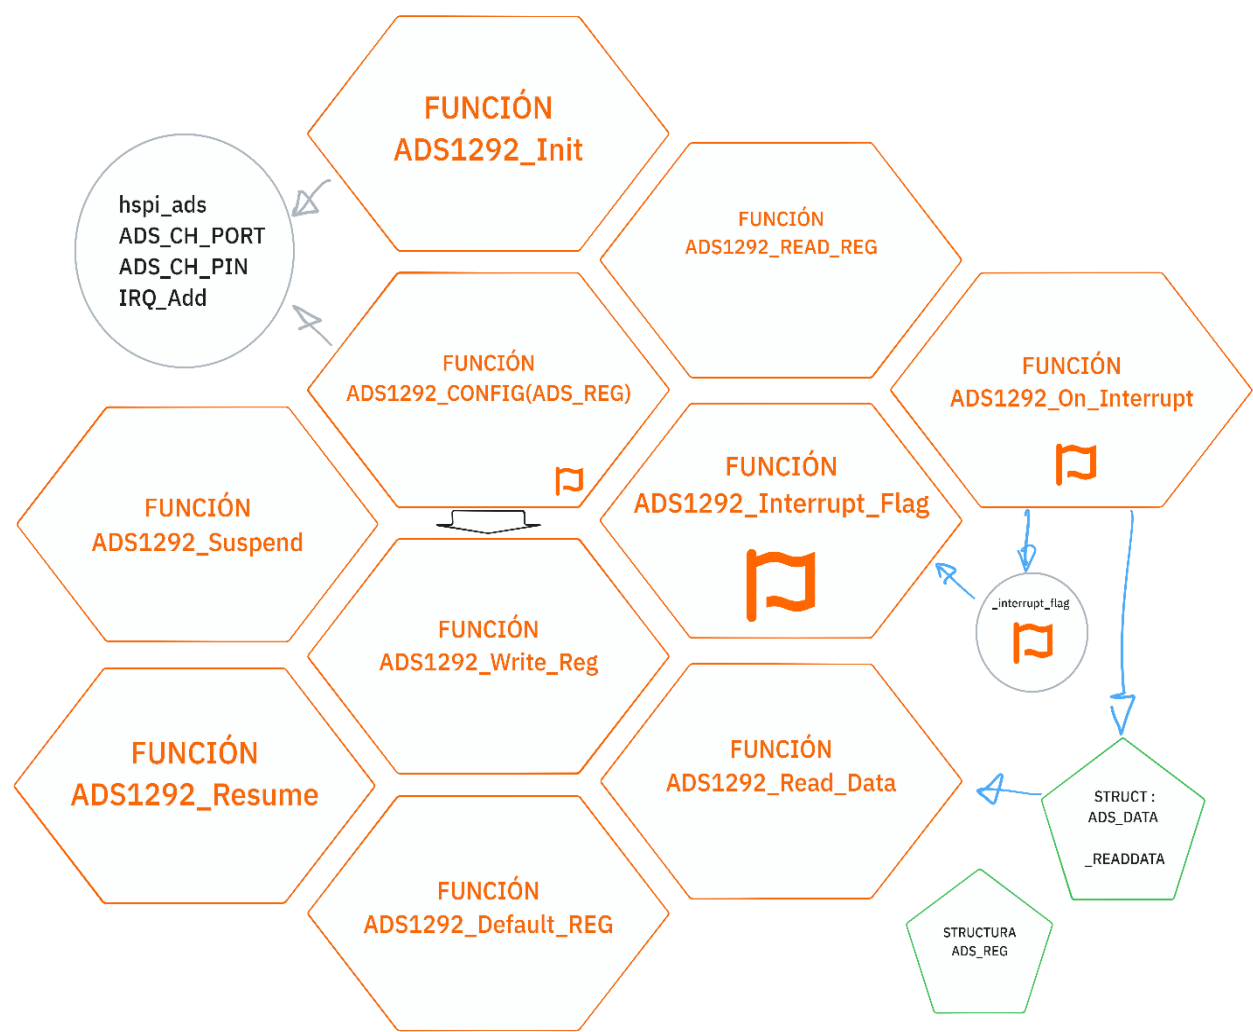 FUNCIÓN
ADS1292_Init
hspi_ads
ADS_CH_PORT
ADS_CH_PIN
IRQ_Add
FUNCIÓN
ADS1292_READ_REG
FUNCIÓN
ADS1292_CONFIG(ADS_REG)
FUNCIÓN
ADS1292_On_Interrupt
FUNCIÓN
ADS1292_Interrupt_Flag
FUNCIÓN
ADS1292_Suspend
_interrupt_flag
FUNCIÓN
ADS1292_Write_Reg
FUNCIÓN
ADS1292_Resume
FUNCIÓN
ADS1292_Read_Data
STRUCT :
ADS_DATA
_READDATA
FUNCIÓN
ADS1292_Default_REG
STRUCTURA
ADS_REG